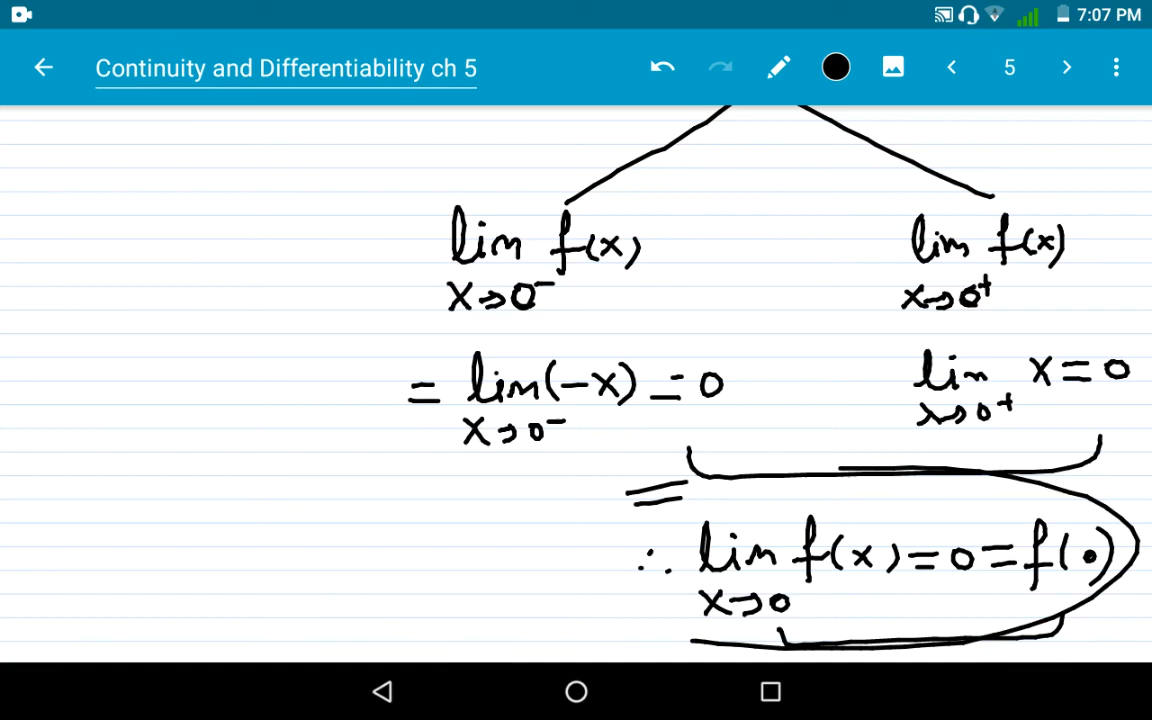 7:07 PM
Continuity and Differentiability ch 5
5
lim f(x)
x→0⁻
lim f(x)
x→0⁺
= lim(-x) = 0
x→0⁻
lim x = 0
x→0⁺
∴ lim f(x) = 0 = f(0)
x→0